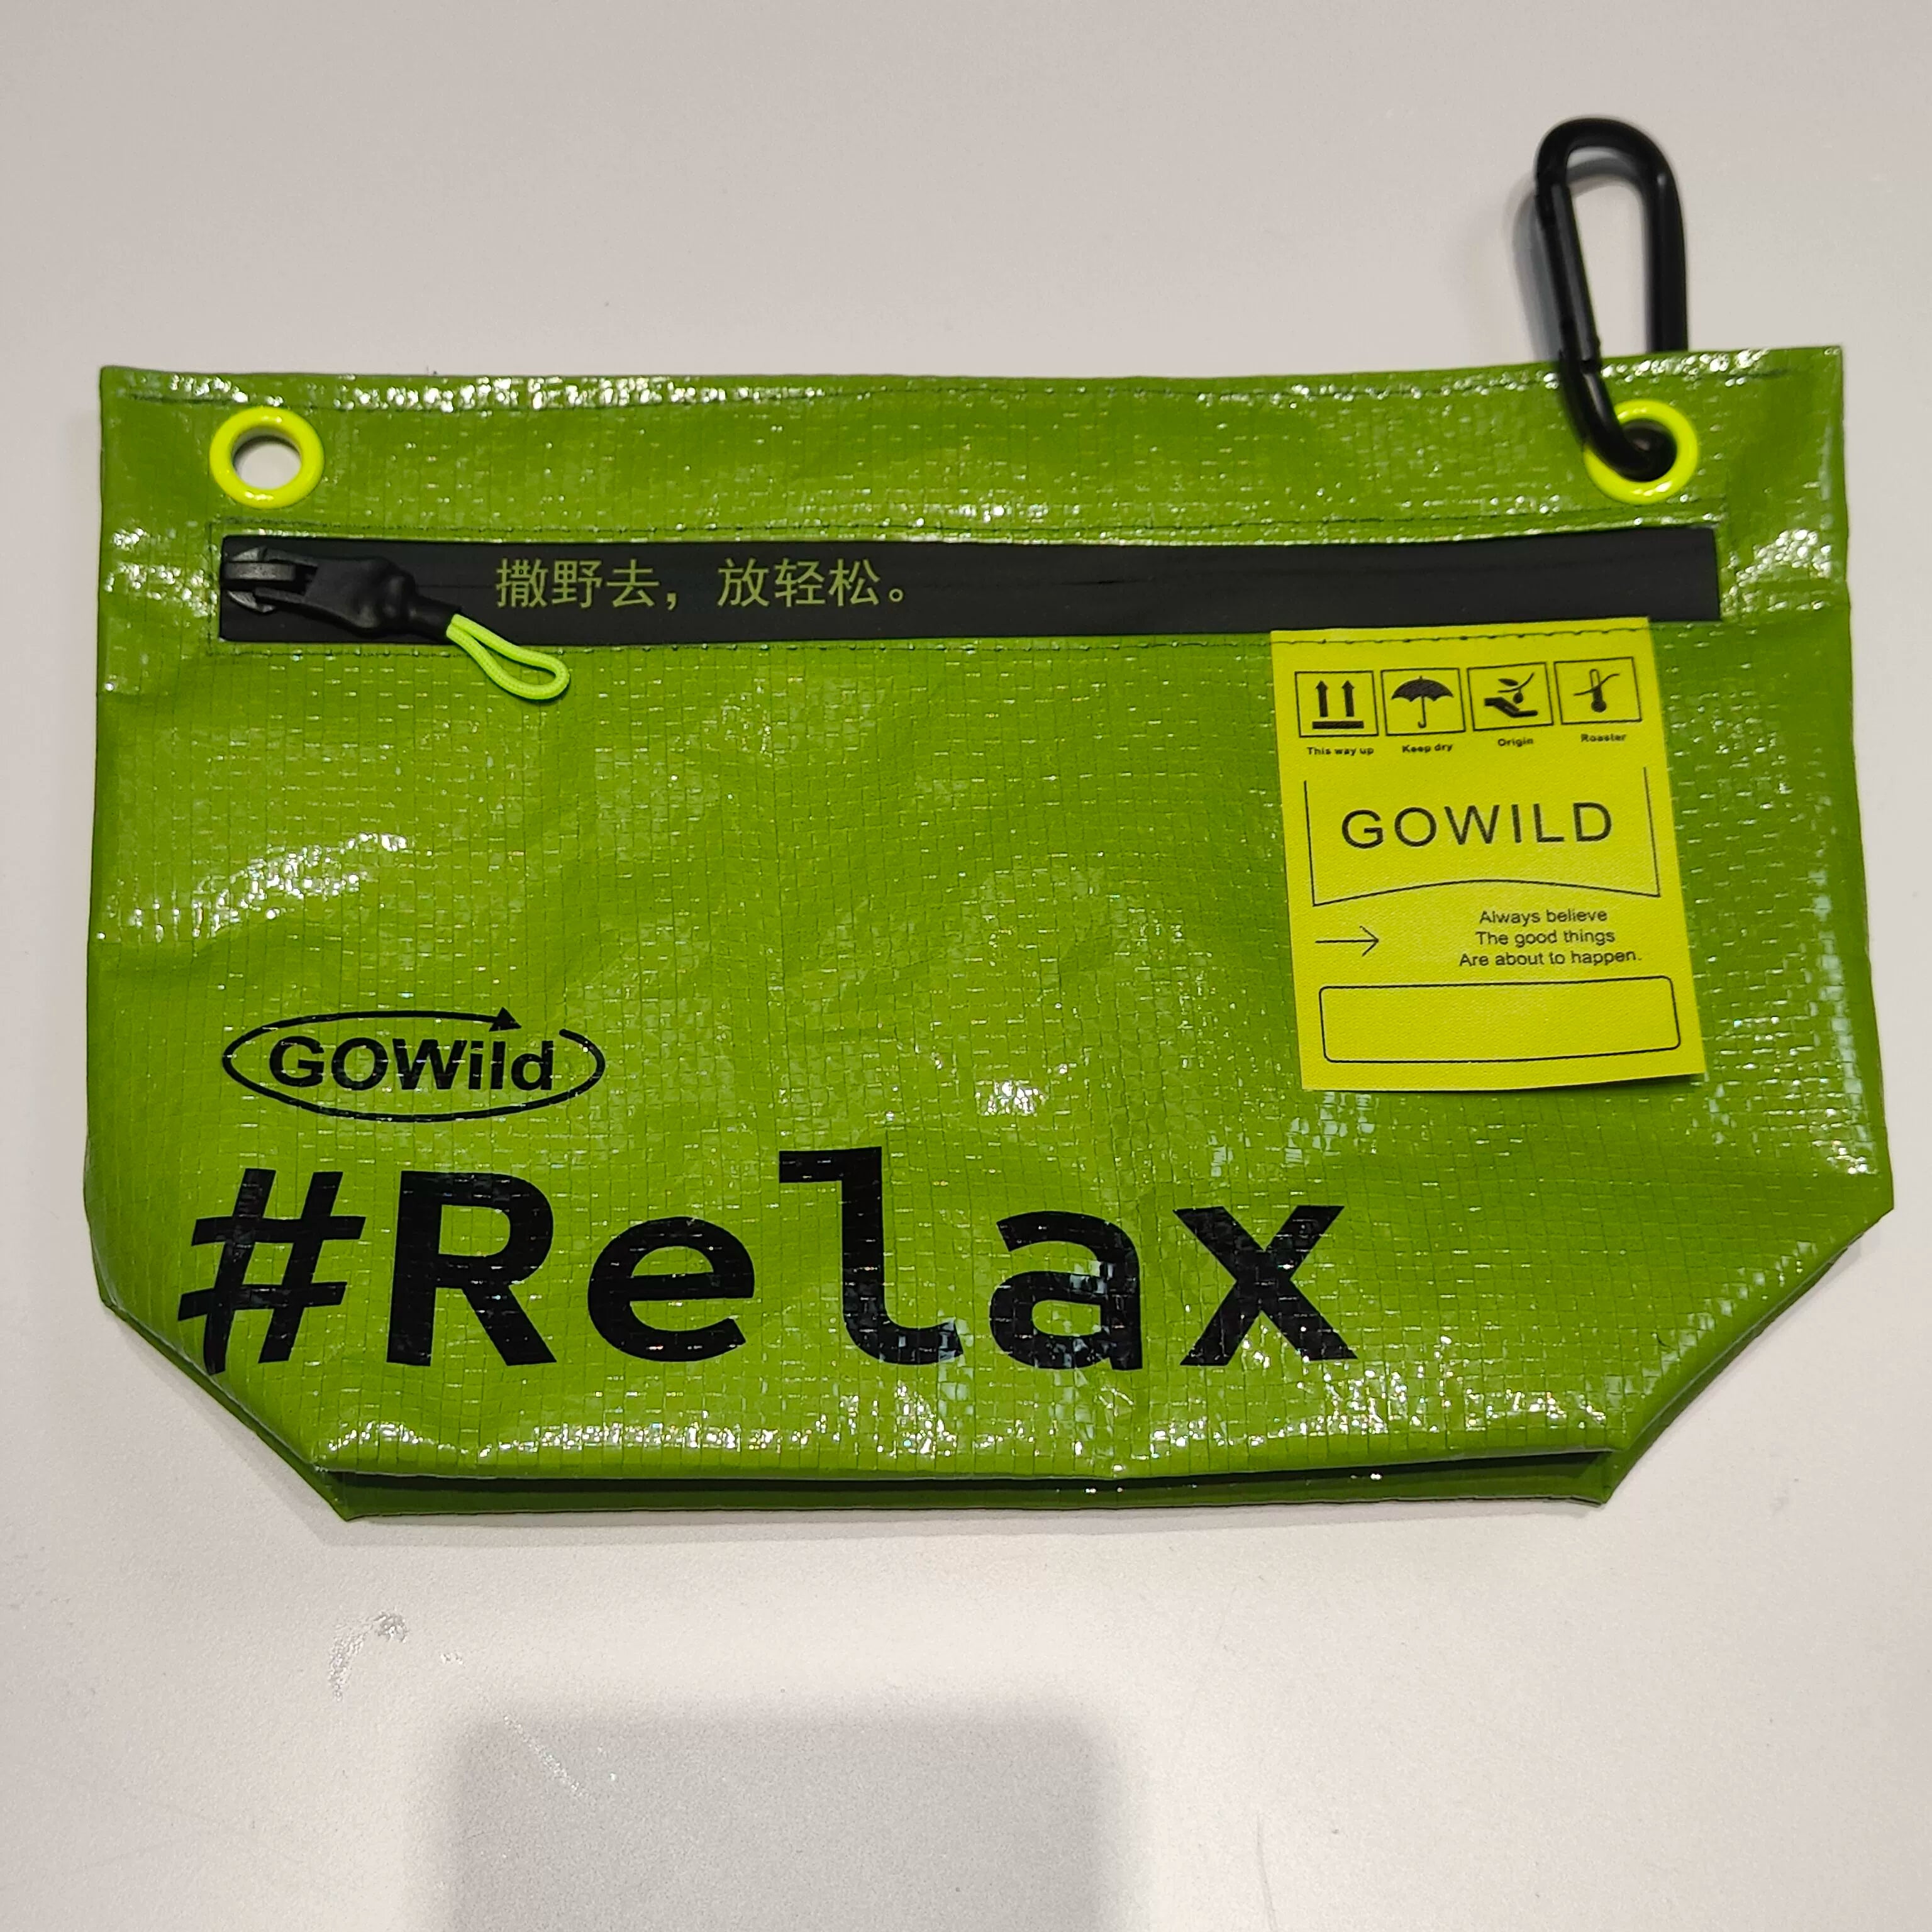 撒野去，放轻松。
This way up Keep dry Origin Roaster
GOWILD
Always believe
The good things
Are about to happen.
GOWild
#Relax